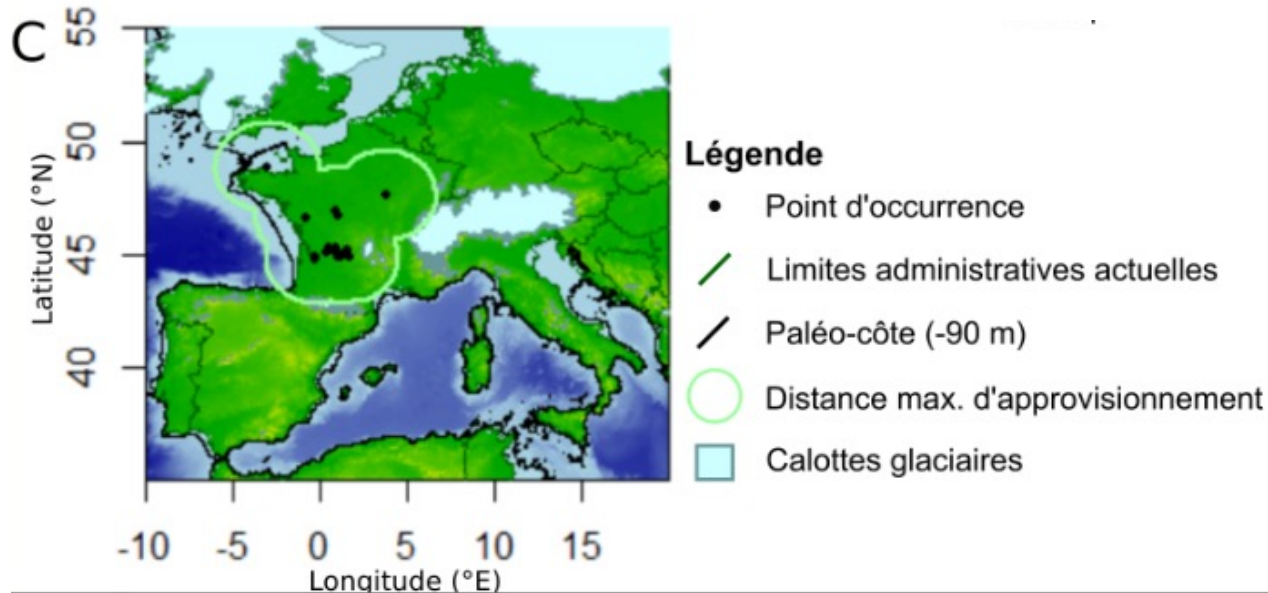 C
55
50
45
40
Latitude (°N)
-10 -5 0 5 10 15
Longitude (°E)
Légende
Point d'occurrence
Limites administratives actuelles
Paléo-côte (-90 m)
Distance max. d'approvisionnement
Calottes glaciaires